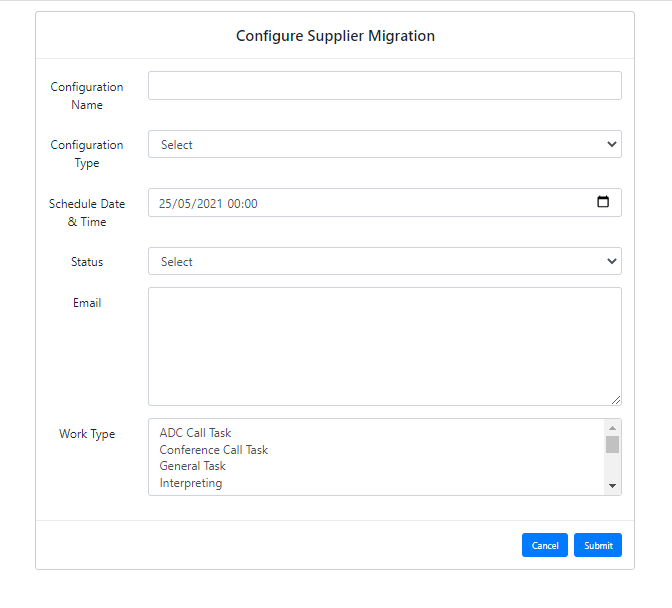 Configure Supplier Migration
Configuration
Name
Configuration
Type
Select
Schedule Date
& Time
25/05/2021 00:00
Status
Select
Email
Work Type
ADC Call Task
Conference Call Task
General Task
Interpreting
Cancel
Submit